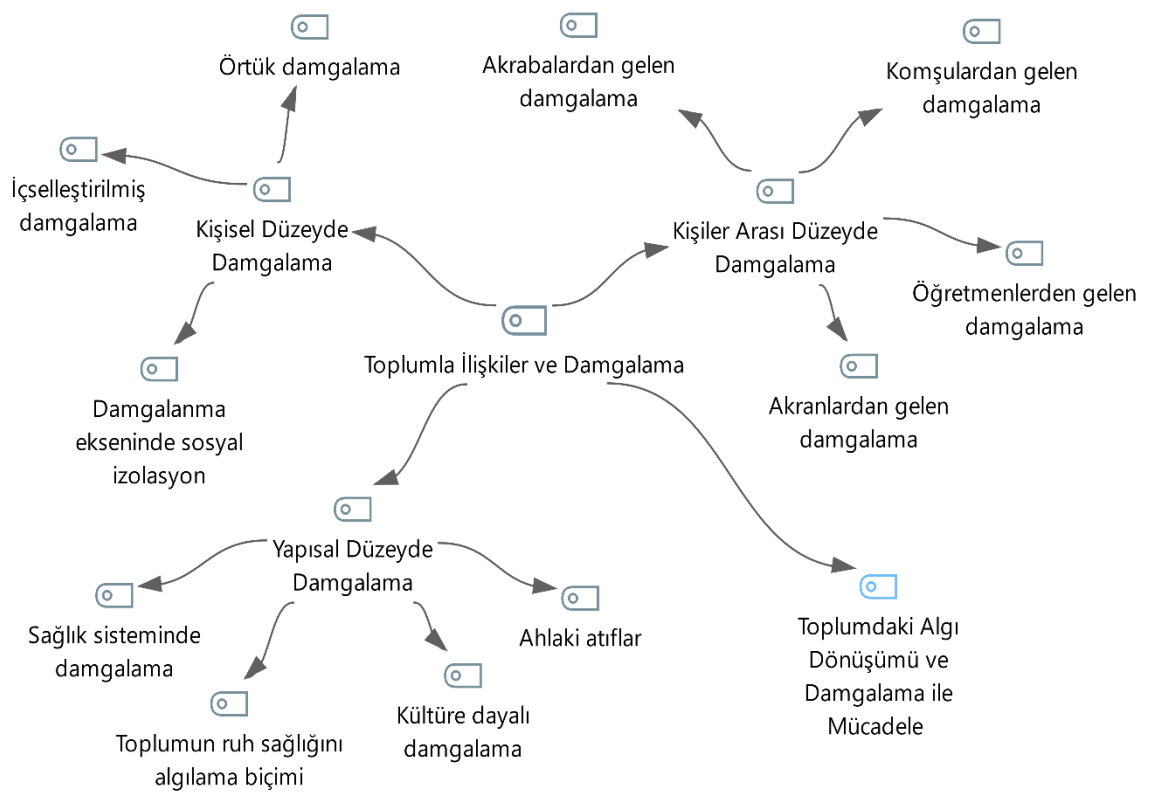 Örtük damgalama
Akrabalardan gelen
damgalama
Komşulardan gelen
damgalama
İçselleştirilmiş
damgalama
Kişisel Düzeyde
Damgalama
Kişiler Arası Düzeyde
Damgalama
Öğretmenlerden gelen
damgalama
Toplumla İlişkiler ve Damgalama
Damgalanma
ekseninde sosyal
izolasyon
Akranlardan gelen
damgalama
Yapısal Düzeyde
Damgalama
Sağlık sisteminde
damgalama
Ahlaki atıflar
Toplumdaki Algı
Dönüşümü ve
Damgalama ile
Mücadele
Toplumun ruh sağlığını
algılama biçimi
Kültüre dayalı
damgalama